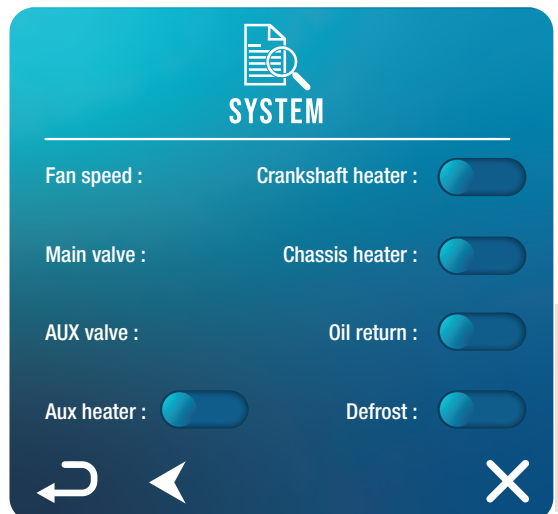 SYSTEM
Fan speed : Crankshaft heater :
Main valve : Chassis heater :
AUX valve : Oil return :
Aux heater : Defrost :